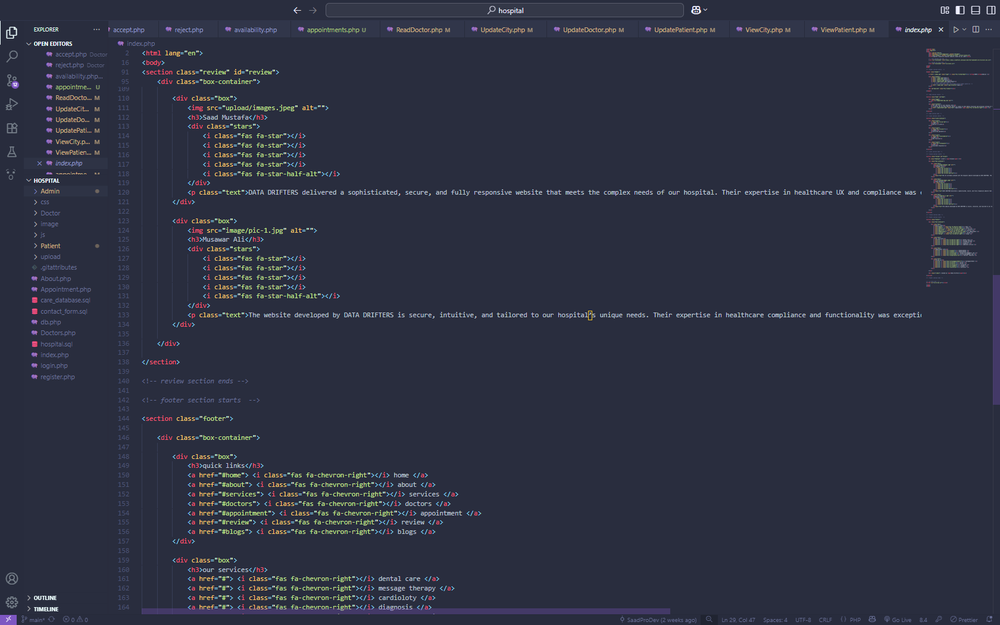 hospital
EXPLORER
OPEN EDITORS
accept.php Doctor
reject.php Doctor
availability.php...
appointme... U
ReadDocto... M
UpdateCit... M
UpdateDo... M
UpdatePati... M
ViewCity.p... M
ViewPatien... M
index.php
HOSPITAL
Admin
css
Doctor
image
js
Patient
upload
.gitattributes
About.php
Appointment.php
care_database.sql
contact_form.sql
db.php
Doctors.php
hospital.sql
index.php
login.php
register.php
OUTLINE
TIMELINE
12
accept.php reject.php availability.php appointments.php U ReadDoctor.php M UpdateCity.php M UpdateDoctor.php M UpdatePatient.php M ViewCity.php M ViewPatient.php M index.php
index.php
2 <html lang="en">
16 <body>
91 <section class="review" id="review">
95 <div class="box-container">
109
110 <div class="box">
111 <img src="upload/images.jpeg" alt="">
112 <h3>Saad Mustafa</h3>
113 <div class="stars">
114 <i class="fas fa-star"></i>
115 <i class="fas fa-star"></i>
116 <i class="fas fa-star"></i>
117 <i class="fas fa-star"></i>
118 <i class="fas fa-star-half-alt"></i>
119 </div>
120 <p class="text">DATA DRIFTERS delivered a sophisticated, secure, and fully responsive website that meets the complex needs of our hospital. Their expertise in healthcare UX and compliance was
121 </div>
122
123 <div class="box">
124 <img src="image/pic-1.jpg" alt="">
125 <h3>Musawar Ali</h3>
126 <div class="stars">
127 <i class="fas fa-star"></i>
128 <i class="fas fa-star"></i>
129 <i class="fas fa-star"></i>
130 <i class="fas fa-star"></i>
131 <i class="fas fa-star-half-alt"></i>
132 </div>
133 <p class="text">The website developed by DATA DRIFTERS is secure, intuitive, and tailored to our hospital’s unique needs. Their expertise in healthcare compliance and functionality was excepti
134 </div>
135
136 </div>
137
138 </section>
139
140 <!-- review section ends -->
141
142 <!-- footer section starts  -->
143
144 <section class="footer">
145
146 <div class="box-container">
147
148 <div class="box">
149 <h3>quick links</h3>
150 <a href="#home"> <i class="fas fa-chevron-right"></i> home </a>
151 <a href="#about"> <i class="fas fa-chevron-right"></i> about </a>
152 <a href="#services"> <i class="fas fa-chevron-right"></i> services </a>
153 <a href="#doctors"> <i class="fas fa-chevron-right"></i> doctors </a>
154 <a href="#appointment"> <i class="fas fa-chevron-right"></i> appointment </a>
155 <a href="#review"> <i class="fas fa-chevron-right"></i> review </a>
156 <a href="#blogs"> <i class="fas fa-chevron-right"></i> blogs </a>
157 </div>
158
159 <div class="box">
160 <h3>our services</h3>
161 <a href="#"> <i class="fas fa-chevron-right"></i> dental care </a>
162 <a href="#"> <i class="fas fa-chevron-right"></i> message therapy </a>
163 <a href="#"> <i class="fas fa-chevron-right"></i> cardioloty </a>
164 <a href="#"> <i class="fas fa-chevron-right"></i> diagnosis </a>
main* 0 0 SaadProDev (2 weeks ago) Ln 29, Col 47 Spaces: 4 UTF-8 CRLF {} PHP Go Live 8.4 Prettier